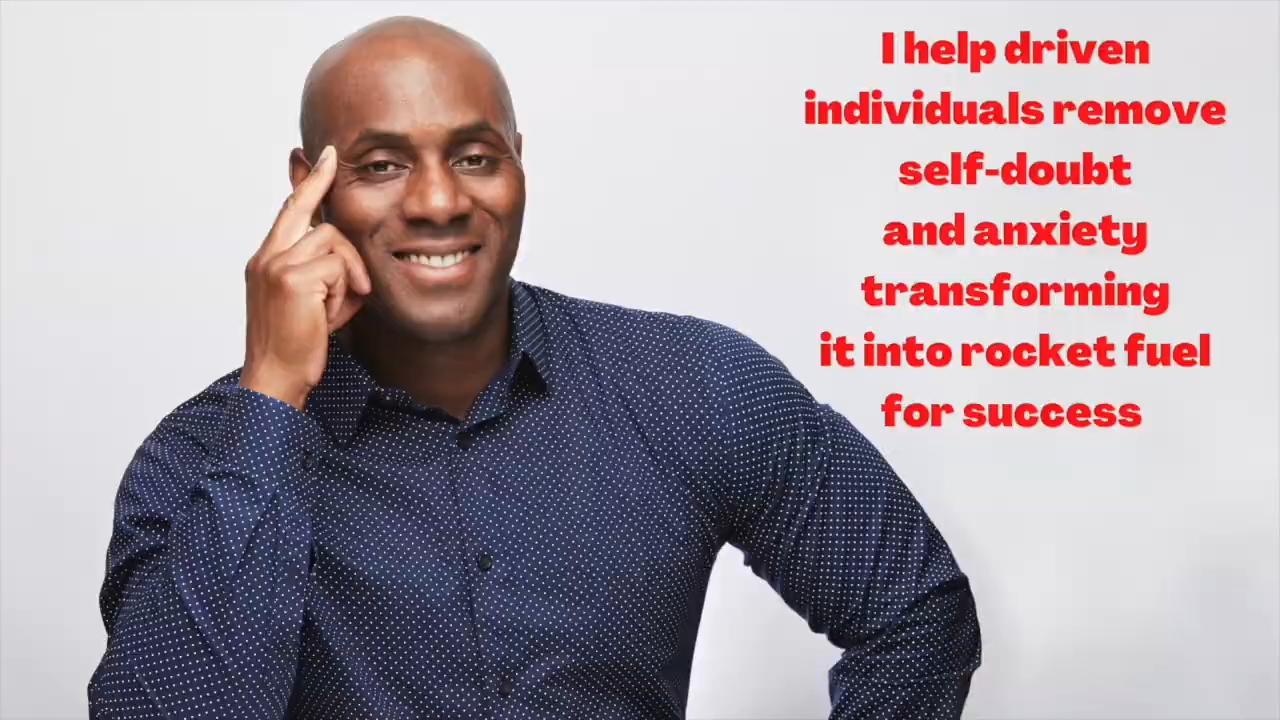 I help driven
individuals remove
self-doubt
and anxiety
transforming
it into rocket fuel
for success